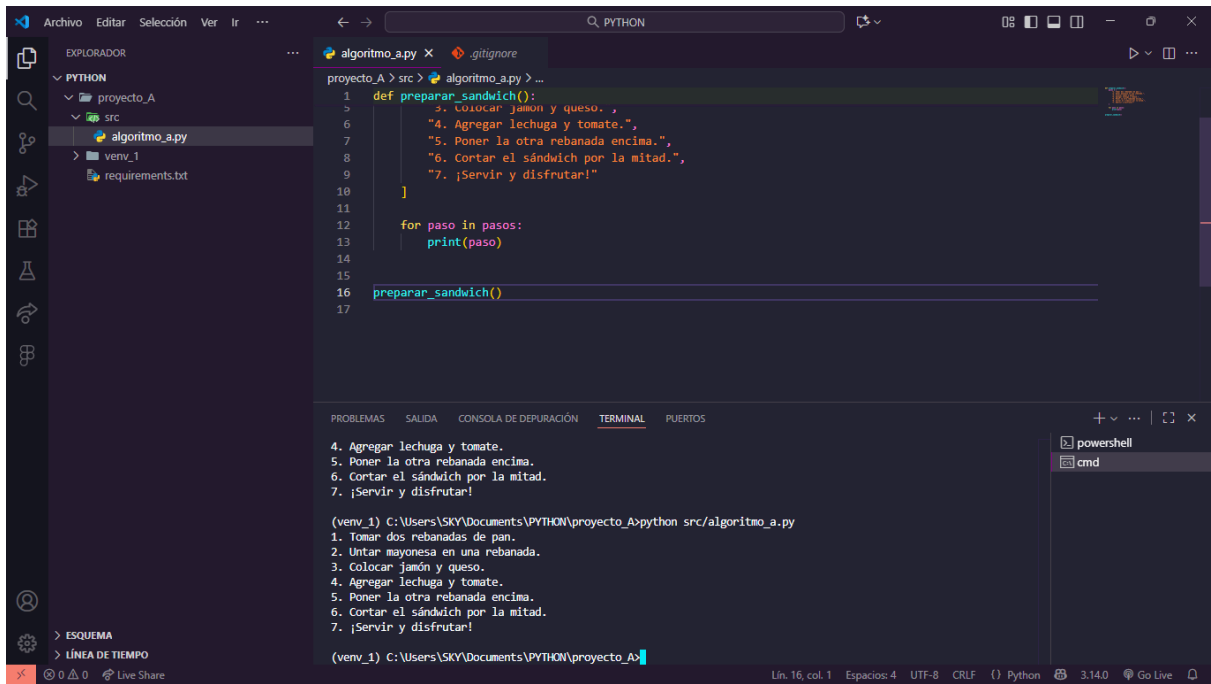 Archivo Editar Selección Ver Ir ···
PYTHON
EXPLORADOR
PYTHON
proyecto_A
src
algoritmo_a.py
venv_1
requirements.txt
ESQUEMA
LÍNEA DE TIEMPO
algoritmo_a.py
.gitignore
proyecto_A > src > algoritmo_a.py > ...
1 def preparar_sandwich():
5 "3. Colocar jamón y queso.",
6 "4. Agregar lechuga y tomate.",
7 "5. Poner la otra rebanada encima.",
8 "6. Cortar el sándwich por la mitad.",
9 "7. ¡Servir y disfrutar!"
10 ]
11
12 for paso in pasos:
13 print(paso)
14
15
16 preparar_sandwich()
17
PROBLEMAS SALIDA CONSOLA DE DEPURACIÓN TERMINAL PUERTOS
4. Agregar lechuga y tomate.
5. Poner la otra rebanada encima.
6. Cortar el sándwich por la mitad.
7. ¡Servir y disfrutar!
(venv_1) C:\Users\SKY\Documents\PYTHON\proyecto_A>python src/algoritmo_a.py
1. Tomar dos rebanadas de pan.
2. Untar mayonesa en una rebanada.
3. Colocar jamón y queso.
4. Agregar lechuga y tomate.
5. Poner la otra rebanada encima.
6. Cortar el sándwich por la mitad.
7. ¡Servir y disfrutar!
(venv_1) C:\Users\SKY\Documents\PYTHON\proyecto_A>
powershell
cmd
0 0 Live Share
Lín. 16, col. 1 Espacios: 4 UTF-8 CRLF {} Python 3.14.0 Go Live